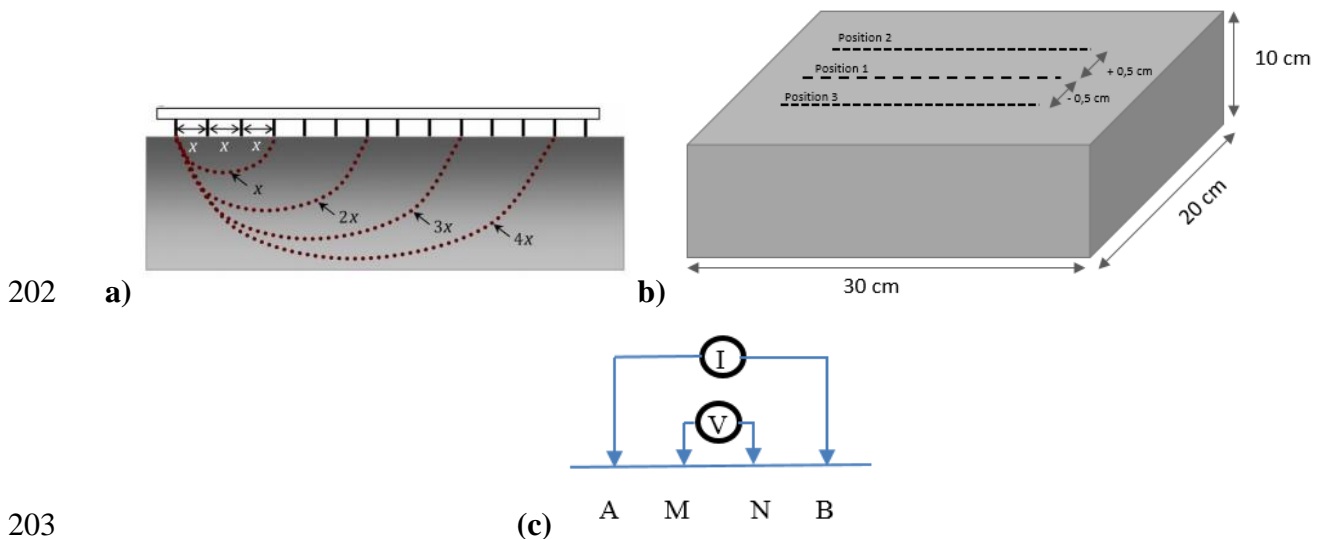 Position 2
Position 1
Position 3
+ 0,5 cm
- 0,5 cm
10 cm
20 cm
30 cm
x x x
x
2x
3x
4x
202 a) b)
I
V
A M N B
203 (c)